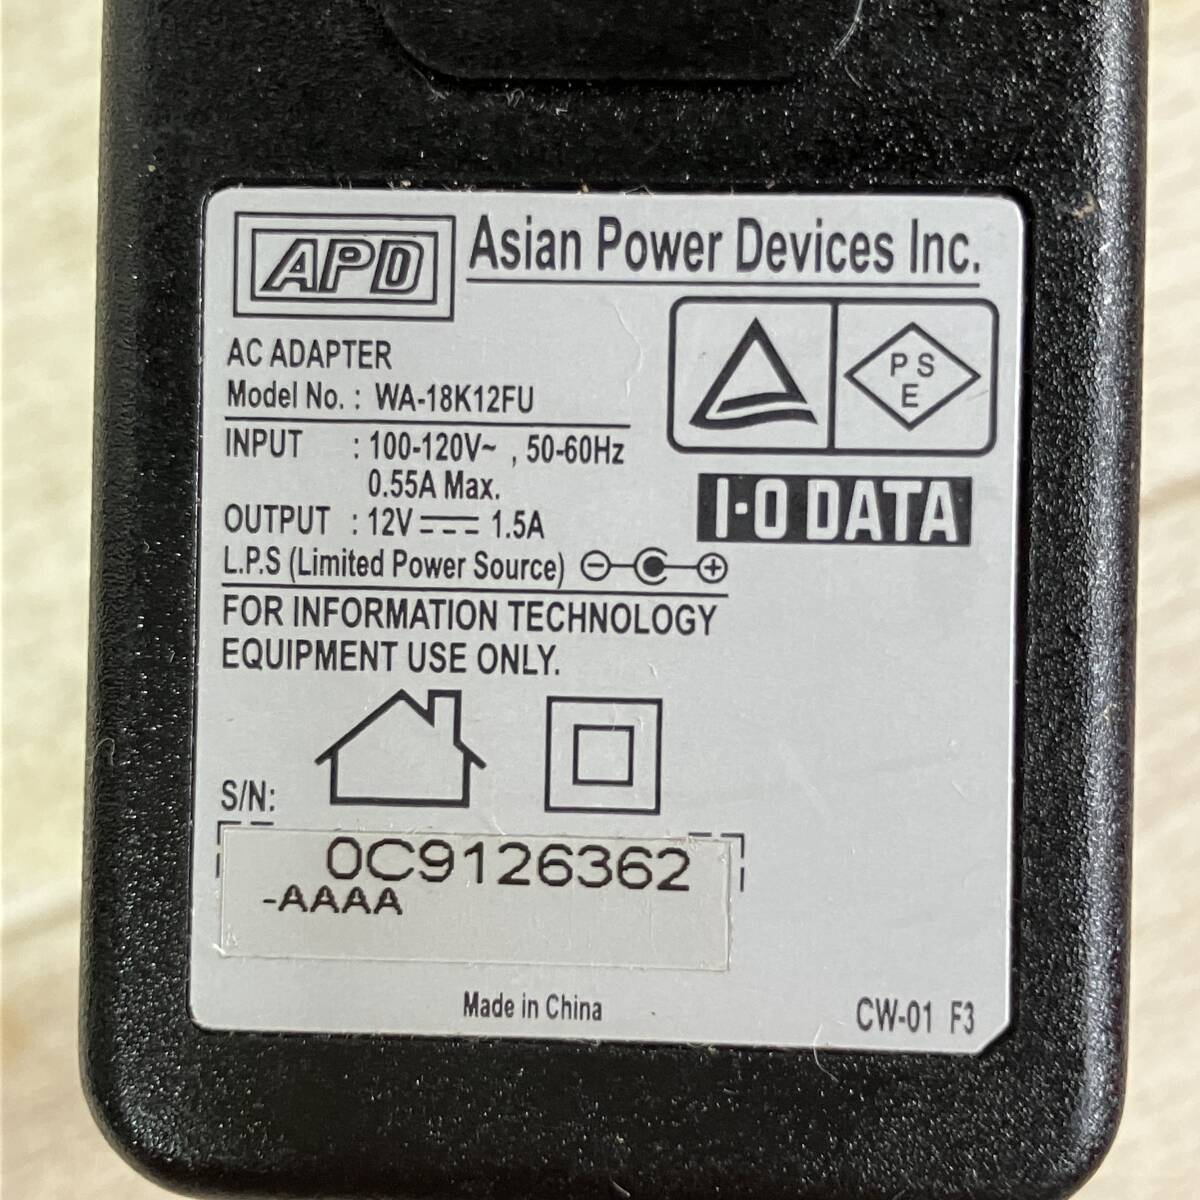 APD Asian Power Devices Inc.
AC ADAPTER
Model No. : WA-18K12FU
P S
E
INPUT : 100-120V~ , 50-60Hz
0.55A Max.
I-O DATA
OUTPUT : 12V⎓ 1.5A
L.P.S (Limited Power Source)
FOR INFORMATION TECHNOLOGY
EQUIPMENT USE ONLY.
S/N:
0C9126362
-AAAA
Made in China
CW-01 F3